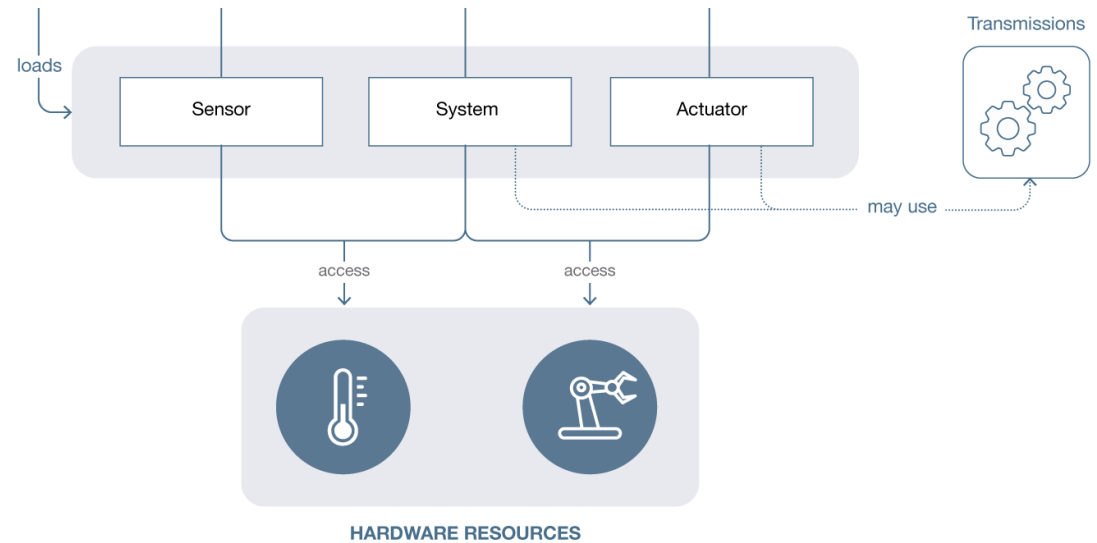 Transmissions
loads
Sensor
System
Actuator
may use
access
access
HARDWARE RESOURCES